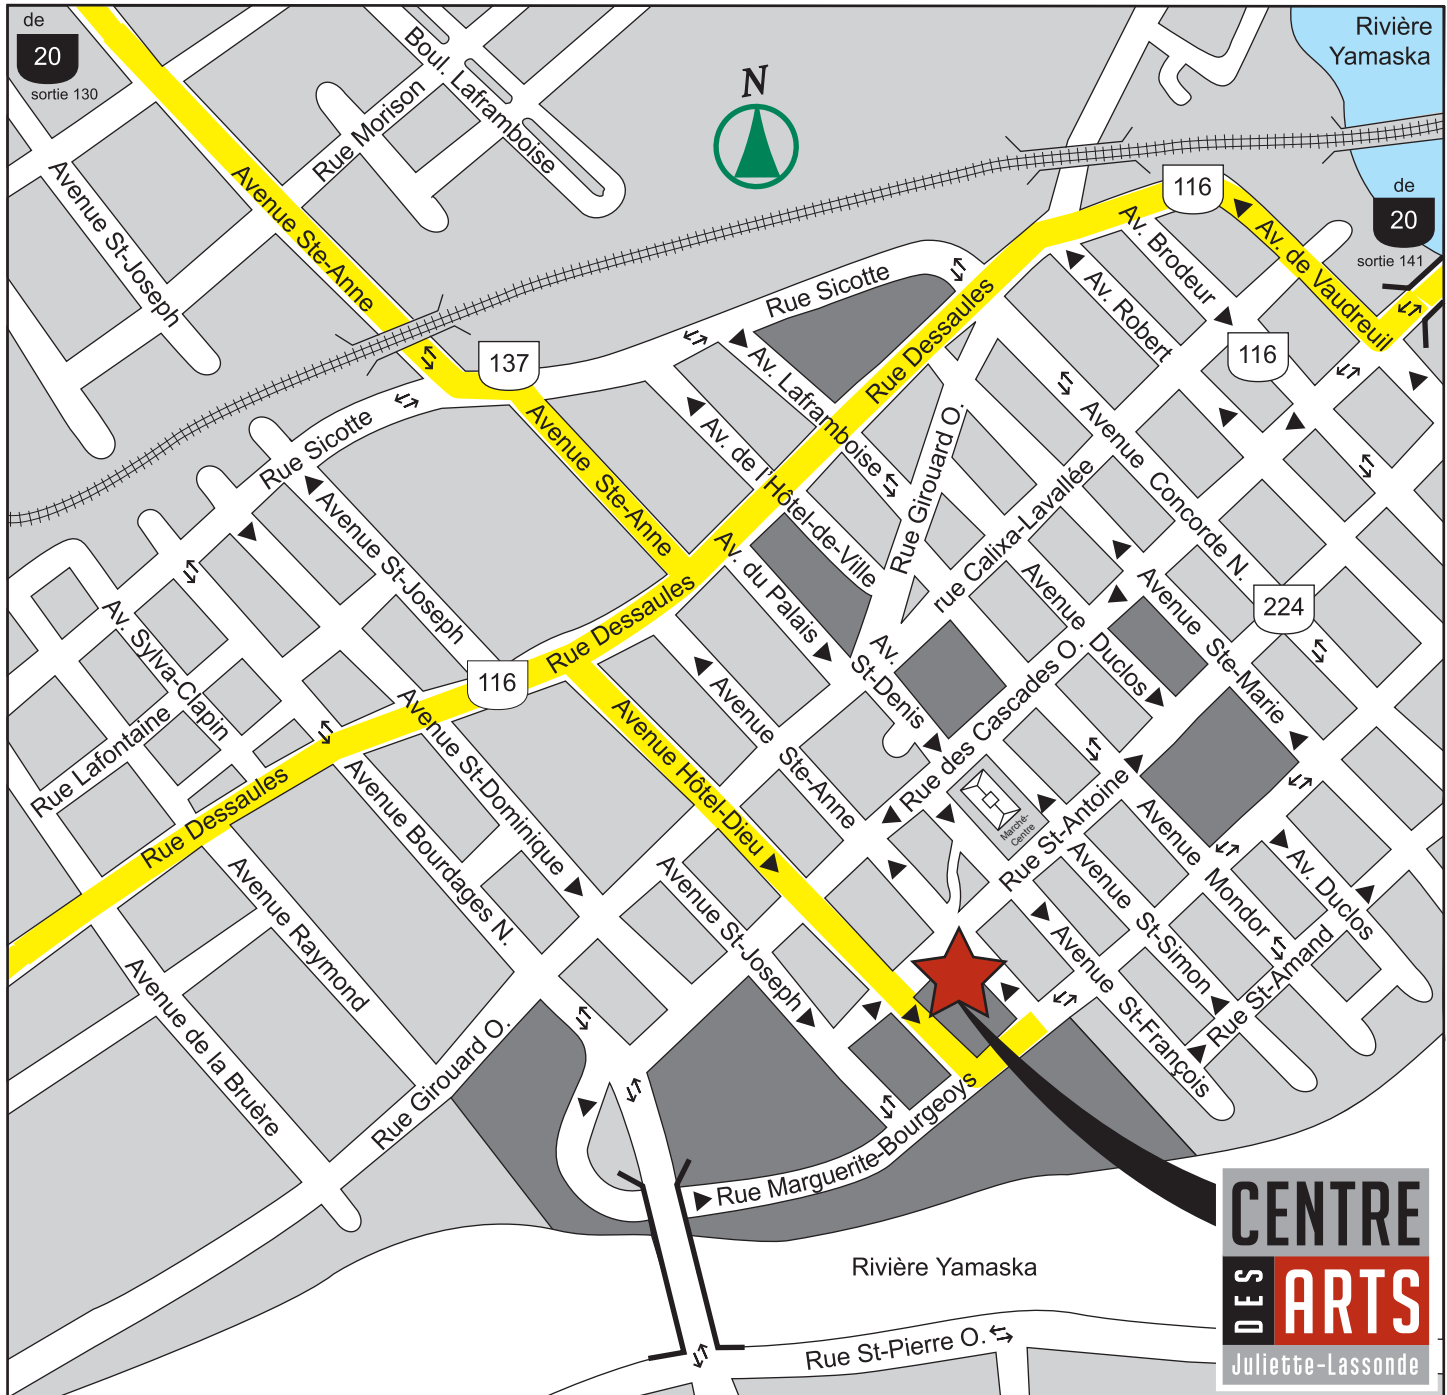 de
20
sortie 130
Boul. Laframboise
Rue Morison
Avenue St-Joseph
Avenue Ste-Anne
N
Rivière
Yamaska
de
20
sortie 141
116
Av. de Vaudreuil
Av. Brodeur
Av. Robert
116
Rue Sicotte
Rue Dessaules
137
Av. Laframboise
Av. de l'Hôtel-de-Ville
Rue Girouard O.
Avenue Concorde N.
rue Calixa-Lavallée
Rue Sicotte
Avenue Ste-Anne
Avenue St-Joseph
Av. du Palais
Rue Dessaules
116
Av.
St-Denis
Avenue Duclos
Avenue Ste-Marie
224
Av. Sylva-Clapin
Rue Lafontaine
Avenue St-Dominique
Avenue Hôtel-Dieu
Avenue Ste-Anne
Rue des Cascades O.
Marché-
Centre
Rue St-Antoine
Rue Dessaules
Avenue Bourdages N.
Avenue Raymond
Avenue de la Bruère
Avenue St-Joseph
Avenue Mondor
Av. Duclos
Avenue St-Simon
Avenue St-François
Rue St-Amand
Rue Girouard O.
Rue Marguerite-Bourgeoys
Rivière Yamaska
Rue St-Pierre O.
CENTRE
DES ARTS
Juliette-Lassonde